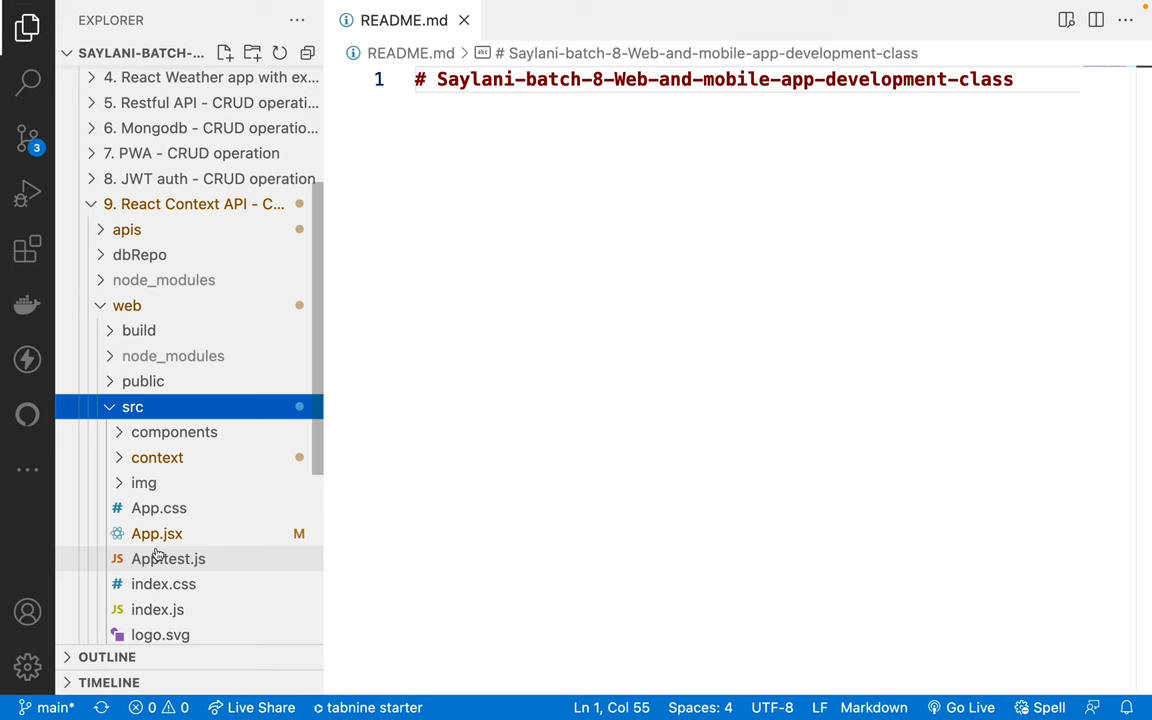 EXPLORER
SAYLANI-BATCH-...
4. React Weather app with ex...
5. Restful API - CRUD operati...
6. Mongodb - CRUD operatio...
7. PWA - CRUD operation
8. JWT auth - CRUD operation
9. React Context API - C...
apis
dbRepo
node_modules
web
build
node_modules
public
src
components
context
img
# App.css
App.jsx M
JS App.test.js
# index.css
JS index.js
logo.svg
OUTLINE
TIMELINE
3
README.md
README.md > abc # Saylani-batch-8-Web-and-mobile-app-development-class
1 # Saylani-batch-8-Web-and-mobile-app-development-class
main* 0 0 Live Share tabnine starter Ln 1, Col 55 Spaces: 4 UTF-8 LF Markdown Go Live Spell